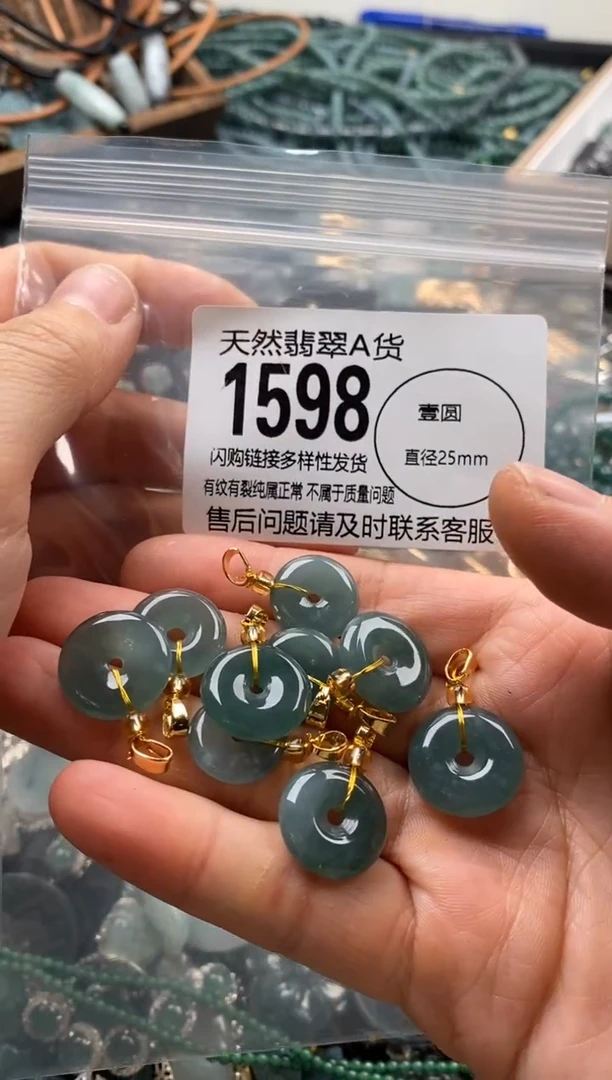 天然翡翠A货
1598
壹圆
直径25mm
闪购链接多样性发货
有纹有裂纯属正常 不属于质量问题
售后问题请及时联系客服